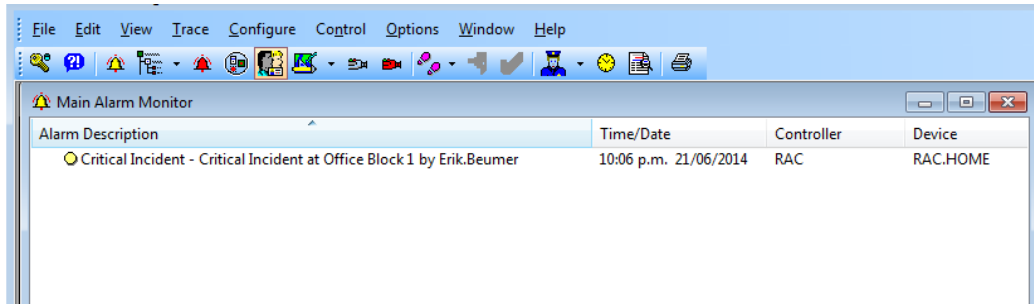 File Edit View Trace Configure Control Options Window Help
Main Alarm Monitor
Alarm Description Time/Date Controller Device
Critical Incident - Critical Incident at Office Block 1 by Erik.Beumer 10:06 p.m. 21/06/2014 RAC RAC.HOME